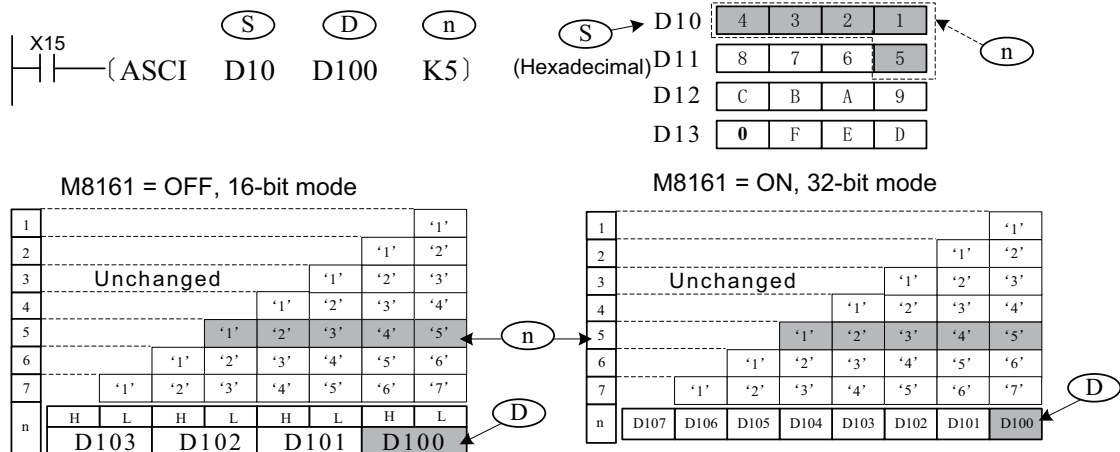 X15
S D n
(ASCI D10 D100 K5)
S
(Hexadecimal)
D10 4 3 2 1
D11 8 7 6 5
D12 C B A 9
D13 0 F E D
n
M8161 = OFF, 16-bit mode
1 ‘1’
2 ‘1’ ‘2’
3 Unchanged ‘1’ ‘2’ ‘3’
4 ‘1’ ‘2’ ‘3’ ‘4’
5 ‘1’ ‘2’ ‘3’ ‘4’ ‘5’
6 ‘1’ ‘2’ ‘3’ ‘4’ ‘5’ ‘6’
7 ‘1’ ‘2’ ‘3’ ‘4’ ‘5’ ‘6’ ‘7’
n H L H L H L H L
D103 D102 D101 D100
n
D
M8161 = ON, 32-bit mode
1 ‘1’
2 ‘1’ ‘2’
3 Unchanged ‘1’ ‘2’ ‘3’
4 ‘1’ ‘2’ ‘3’ ‘4’
5 ‘1’ ‘2’ ‘3’ ‘4’ ‘5’
6 ‘1’ ‘2’ ‘3’ ‘4’ ‘5’ ‘6’
7 ‘1’ ‘2’ ‘3’ ‘4’ ‘5’ ‘6’ ‘7’
n D107 D106 D105 D104 D103 D102 D101 D100
D